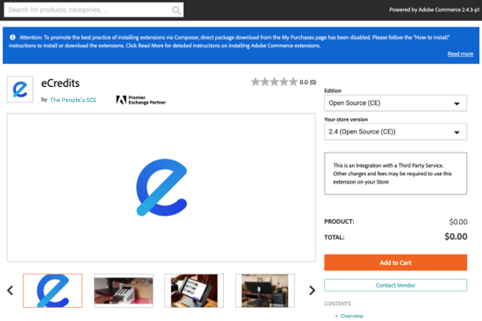 Search for products, categories, ...
Powered by Adobe Commerce 2.4.3-p1
Attention: To promote the best practice of installing extensions via Composer, direct package download from the My Purchases page has been disabled. Please follow the "How to Install"
instructions to install or download the extensions. Click Read More for detailed instructions on installing Adobe Commerce extensions.
Read more
eCredits
0.0 (0)
by The People's SCE
Premier
Exchange Partner
Edition
Open Source (CE)
Your store version
2.4 (Open Source (CE))
This is an Integration with a Third Party Service.
Other charges and fees may be required to use this
extension on your Store
PRODUCT: $0.00
TOTAL: $0.00
Add to Cart
Contact Vendor
CONTENTS
• Overview